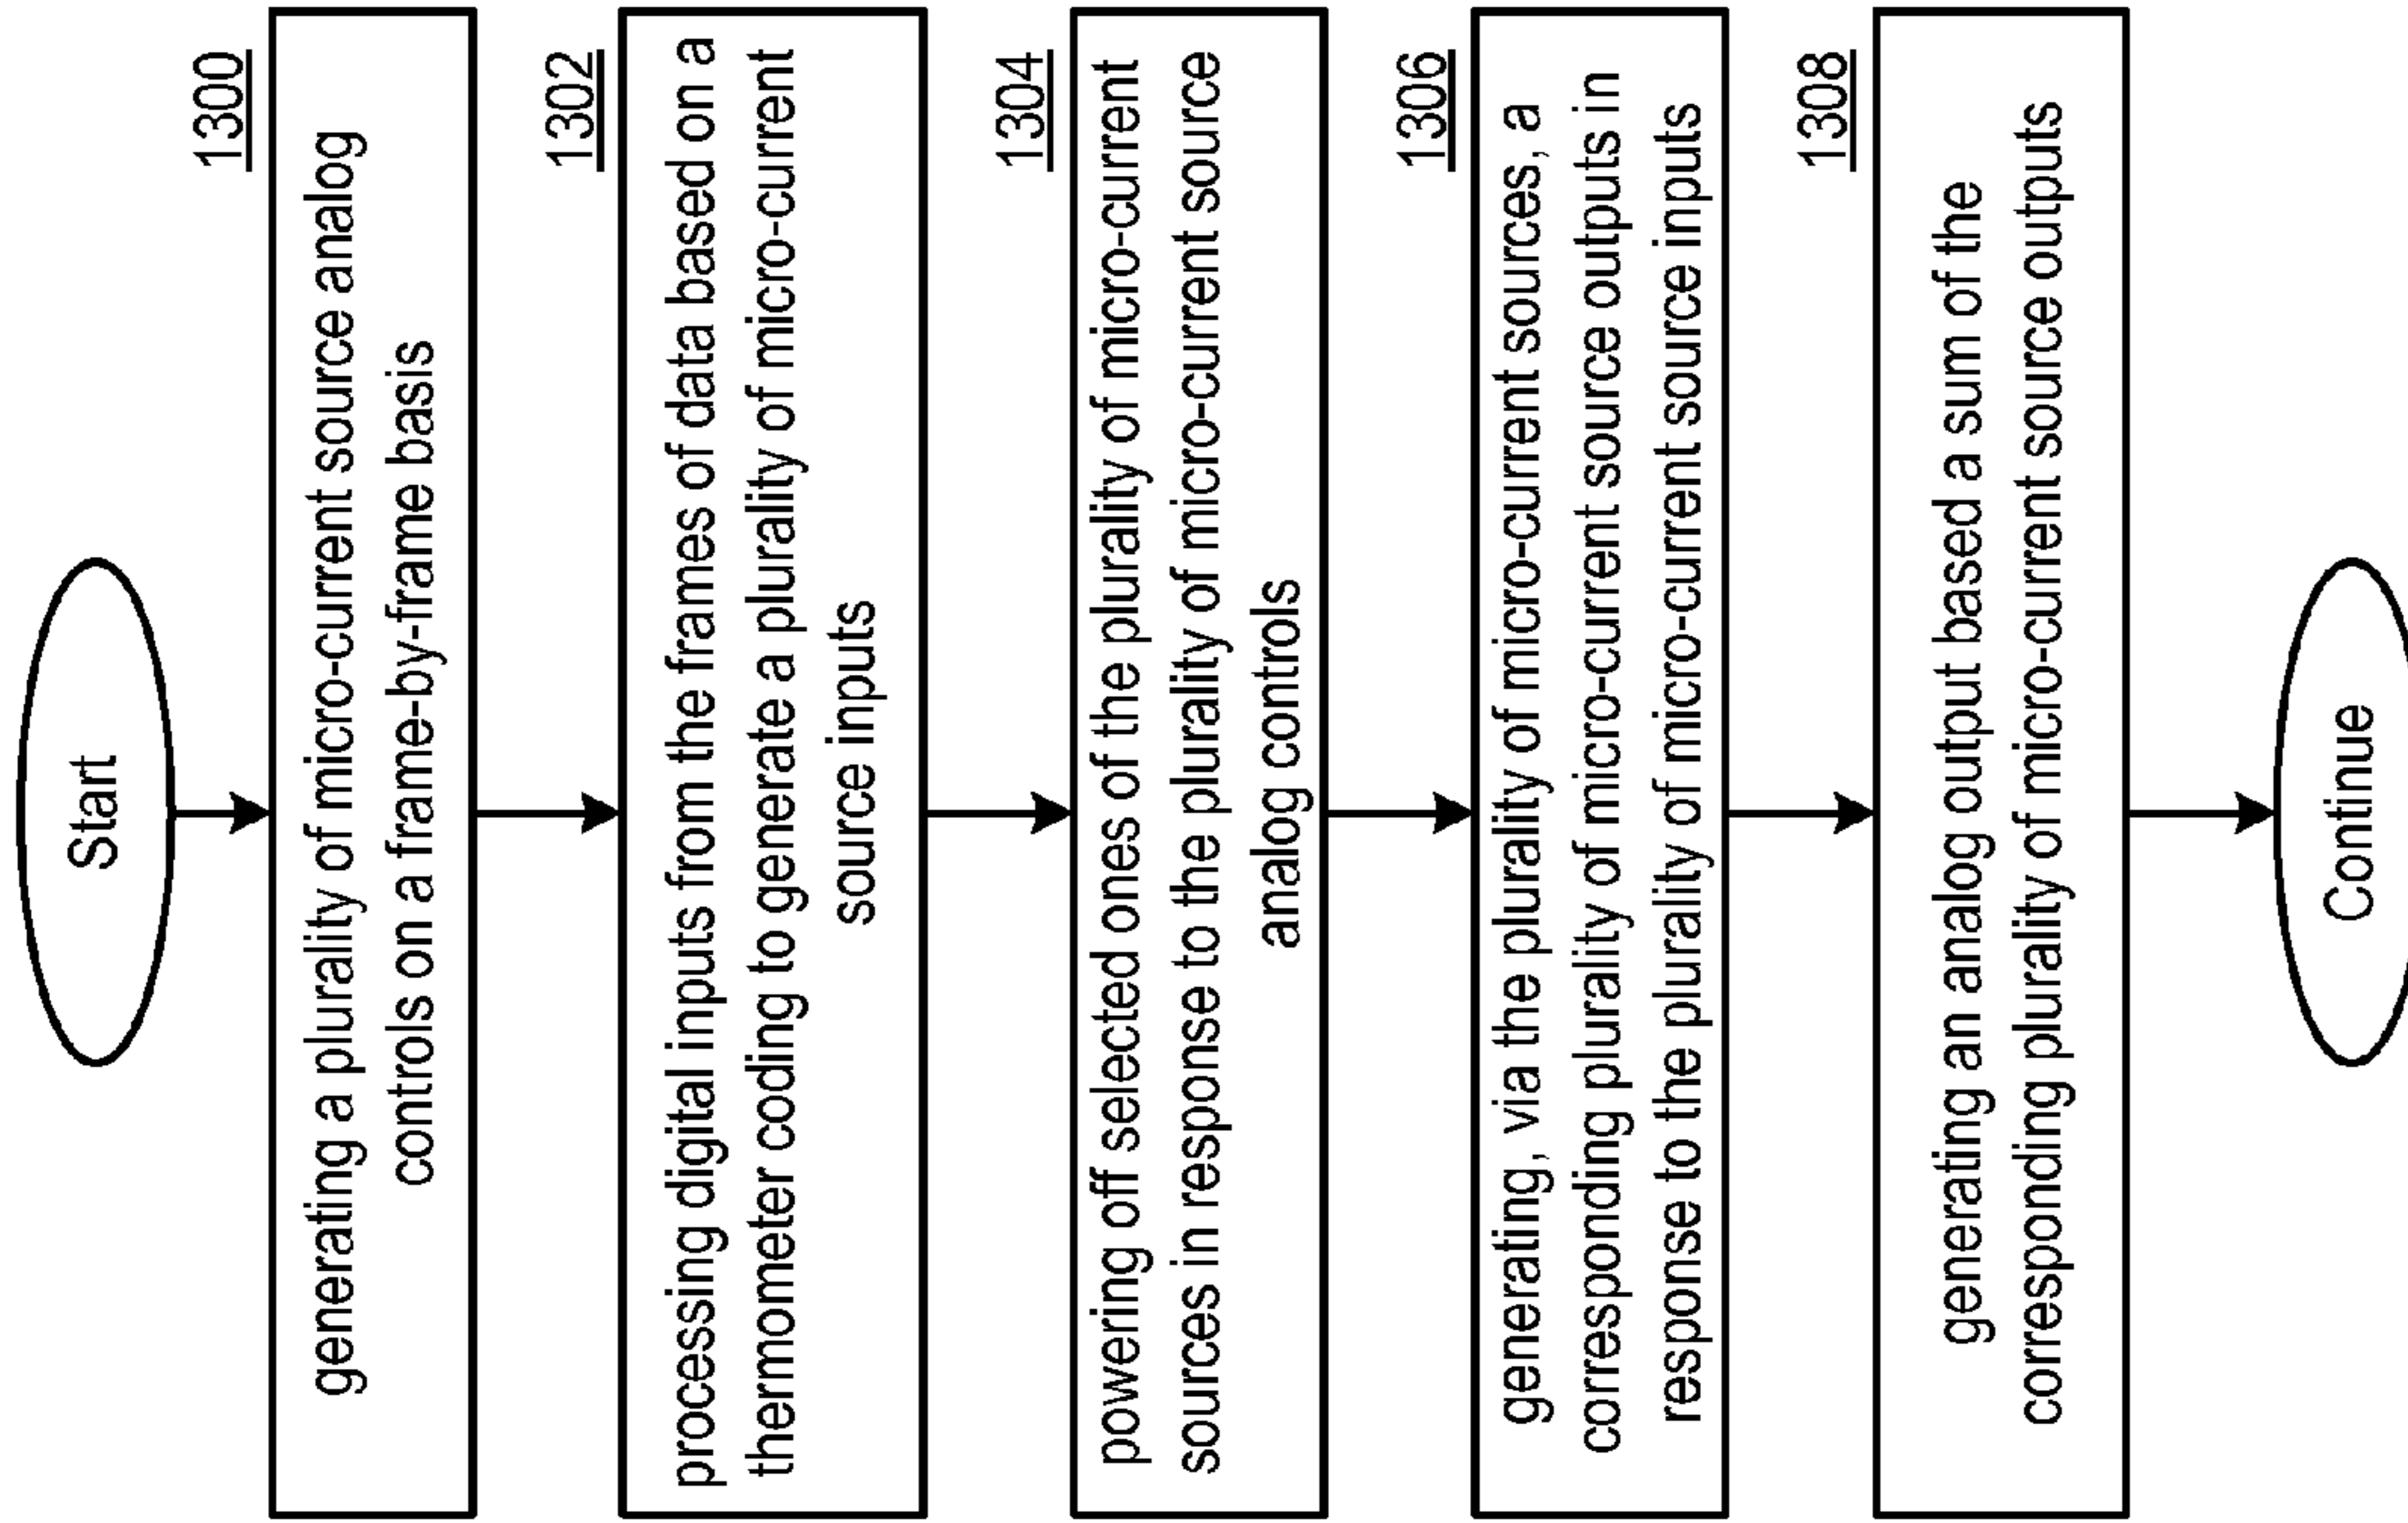 Start
1300
generating a plurality of micro-current source analog
controls on a frame-by-frame basis
1302
processing digital inputs from the frames of data based on a
thermometer coding to generate a plurality of micro-current
source inputs
1304
powering off selected ones of the plurality of micro-current
sources in response to the plurality of micro-current source
analog controls
1306
generating, via the plurality of micro-current sources, a
corresponding plurality of micro-current source outputs in
response to the plurality of micro-current source inputs
1308
generating an analog output based a sum of the
corresponding plurality of micro-current source outputs
Continue